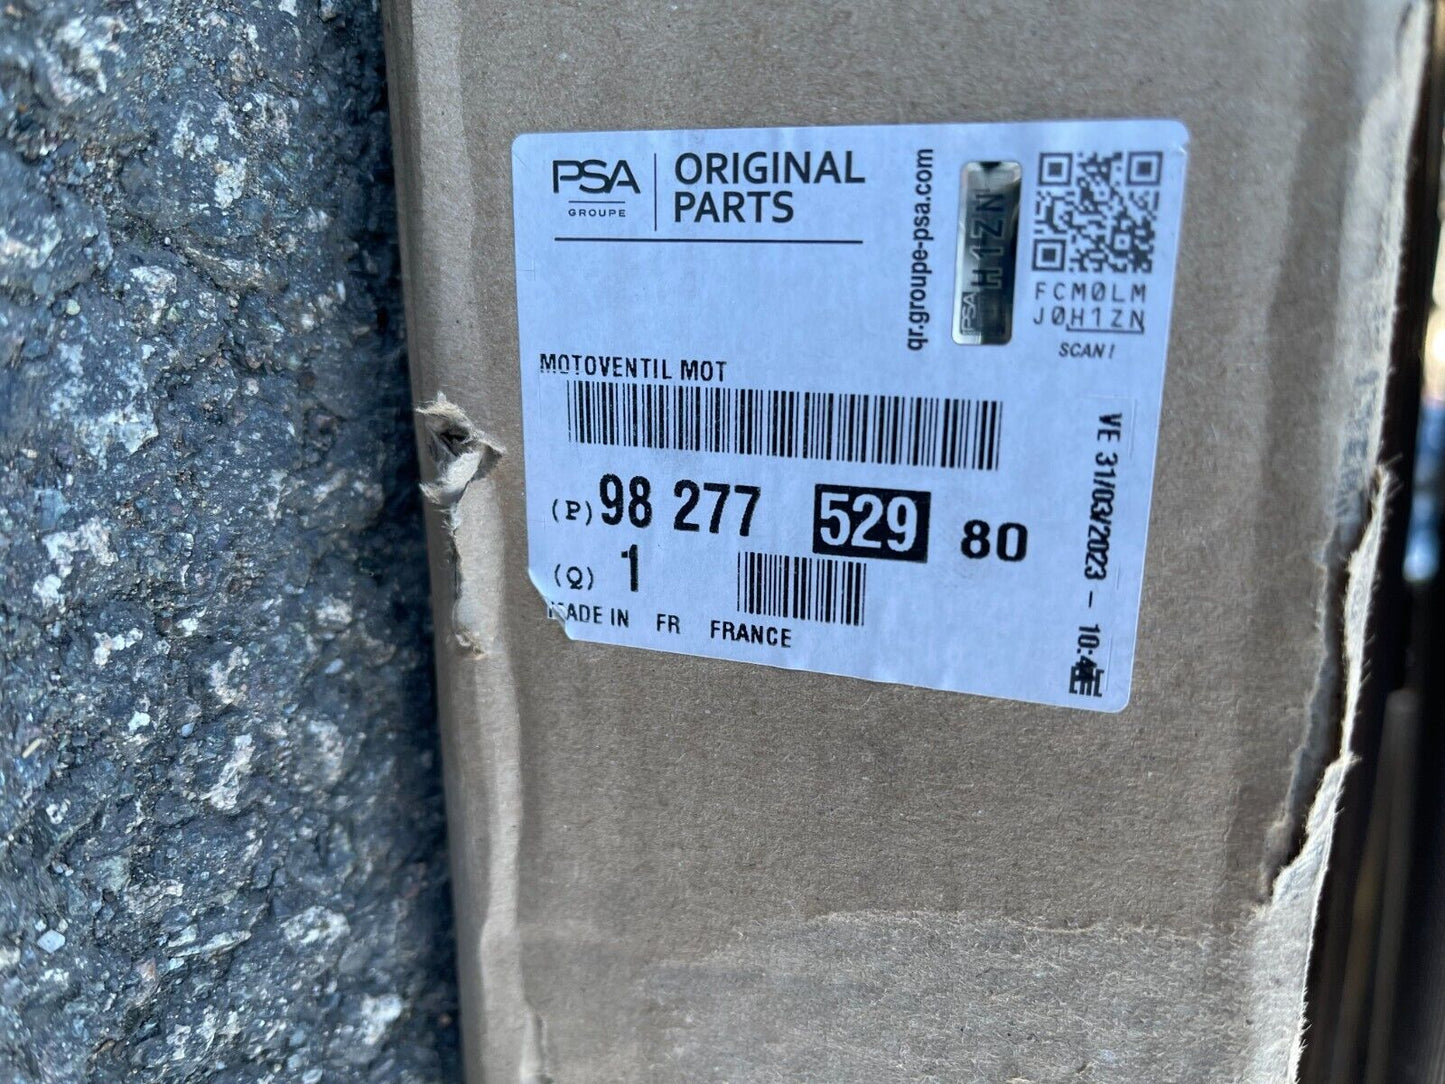 PSA
GROUPE
ORIGINAL
PARTS
qr.groupe-psa.com
PSA H1ZN
FCM0LM
J0H1ZN
SCAN!
MOTOVENTIL MOT
(P) 98 277 529 80
(Q) 1
MADE IN FR FRANCE
VE 31/03/2023 - 10:4